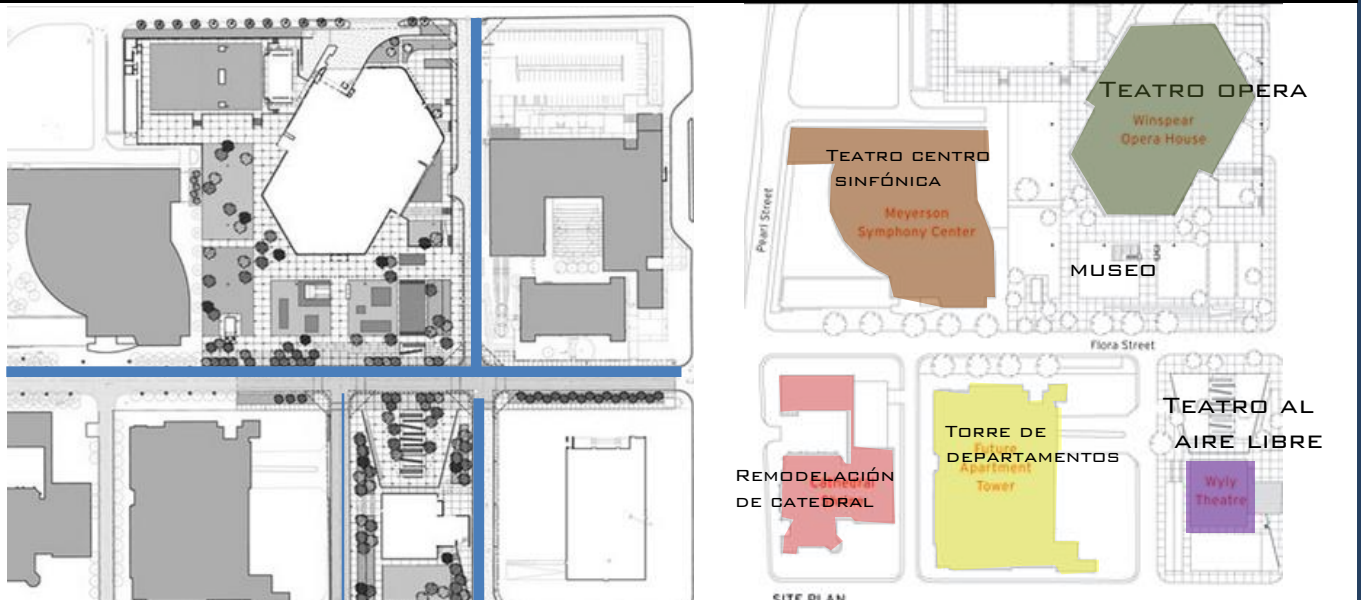 TEATRO OPERA
Winspear
Opera House
TEATRO CENTRO
SINFÓNICA
Meyerson
Symphony Center
Pearl Street
MUSEO
Flora Street
TEATRO AL
AIRE LIBRE
TORRE DE
DEPARTAMENTOS
Future
Apartment
Tower
REMODELACIÓN
DE CATEDRAL
Cathedral
Wyly
Theatre
SITE PLAN